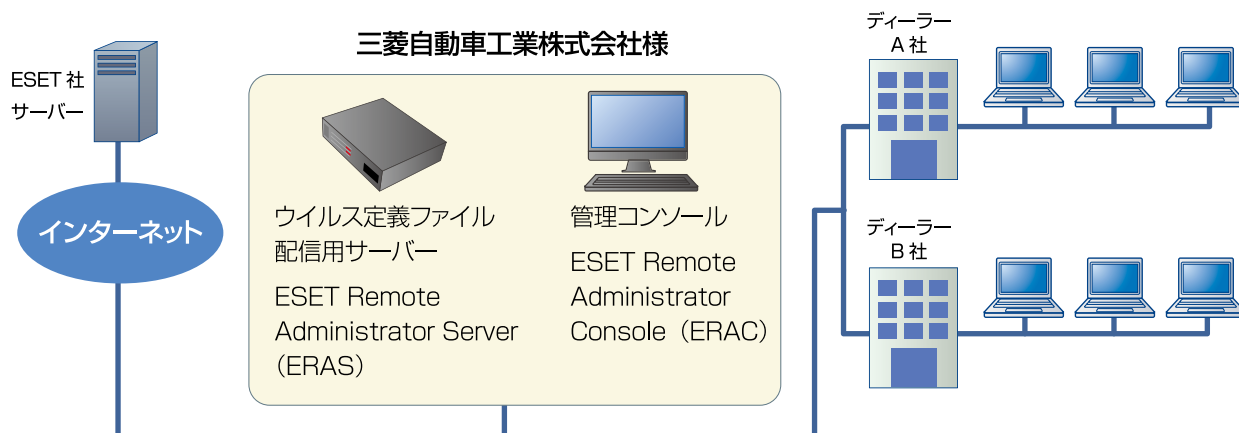 ESET 社
サーバー
インターネット
三菱自動車工業株式会社様
ウイルス定義ファイル
配信用サーバー
ESET Remote
Administrator Server
(ERAS)
管理コンソール
ESET Remote
Administrator
Console (ERAC)
ディーラー
A 社
ディーラー
B 社